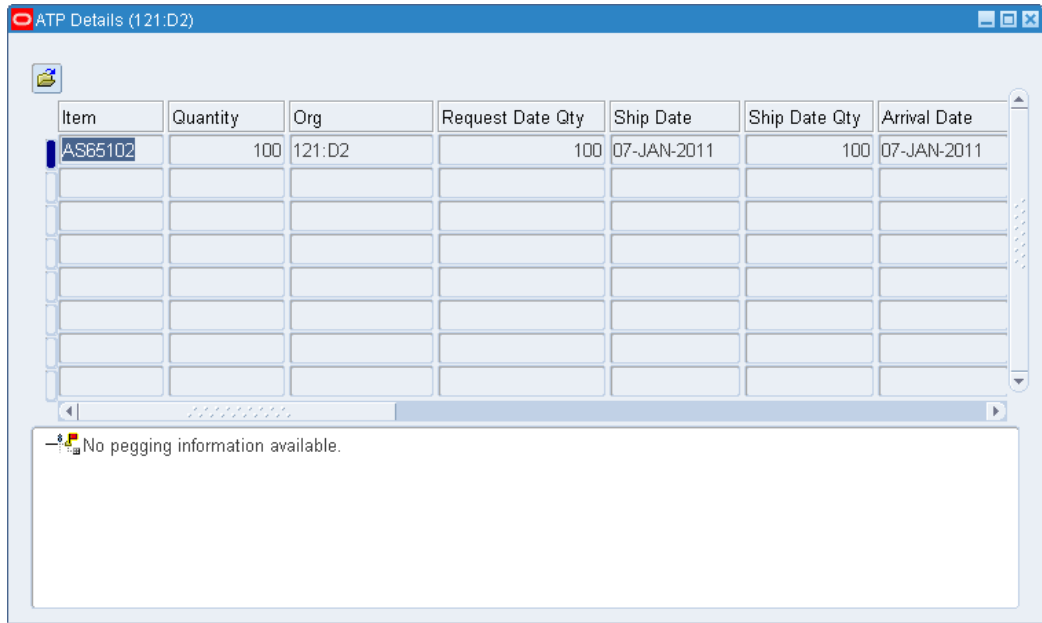 ATP Details (121:D2)
Item Quantity Org Request Date Qty Ship Date Ship Date Qty Arrival Date
AS65102 100 121:D2 100 07-JAN-2011 100 07-JAN-2011
No pegging information available.